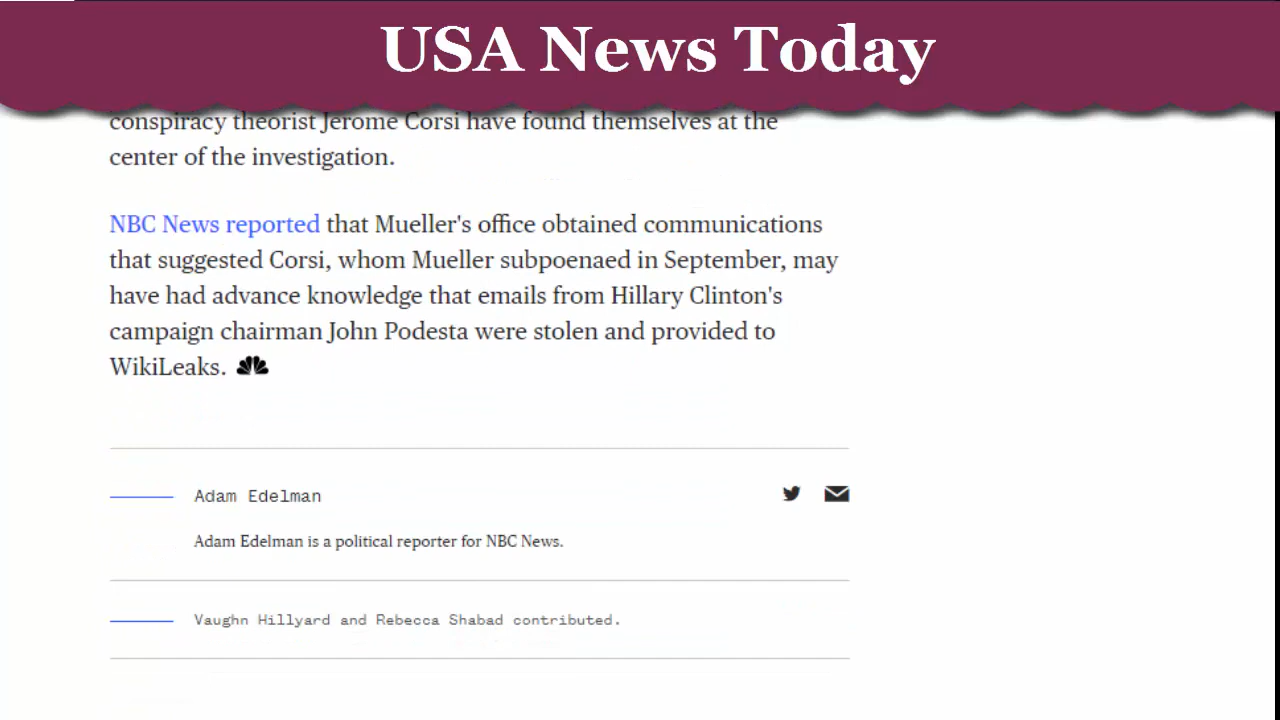 USA News Today
conspiracy theorist Jerome Corsi have found themselves at the
center of the investigation.
NBC News reported that Mueller's office obtained communications
that suggested Corsi, whom Mueller subpoenaed in September, may
have had advance knowledge that emails from Hillary Clinton's
campaign chairman John Podesta were stolen and provided to
WikiLeaks.
Adam Edelman
Adam Edelman is a political reporter for NBC News.
Vaughn Hillyard and Rebecca Shabad contributed.